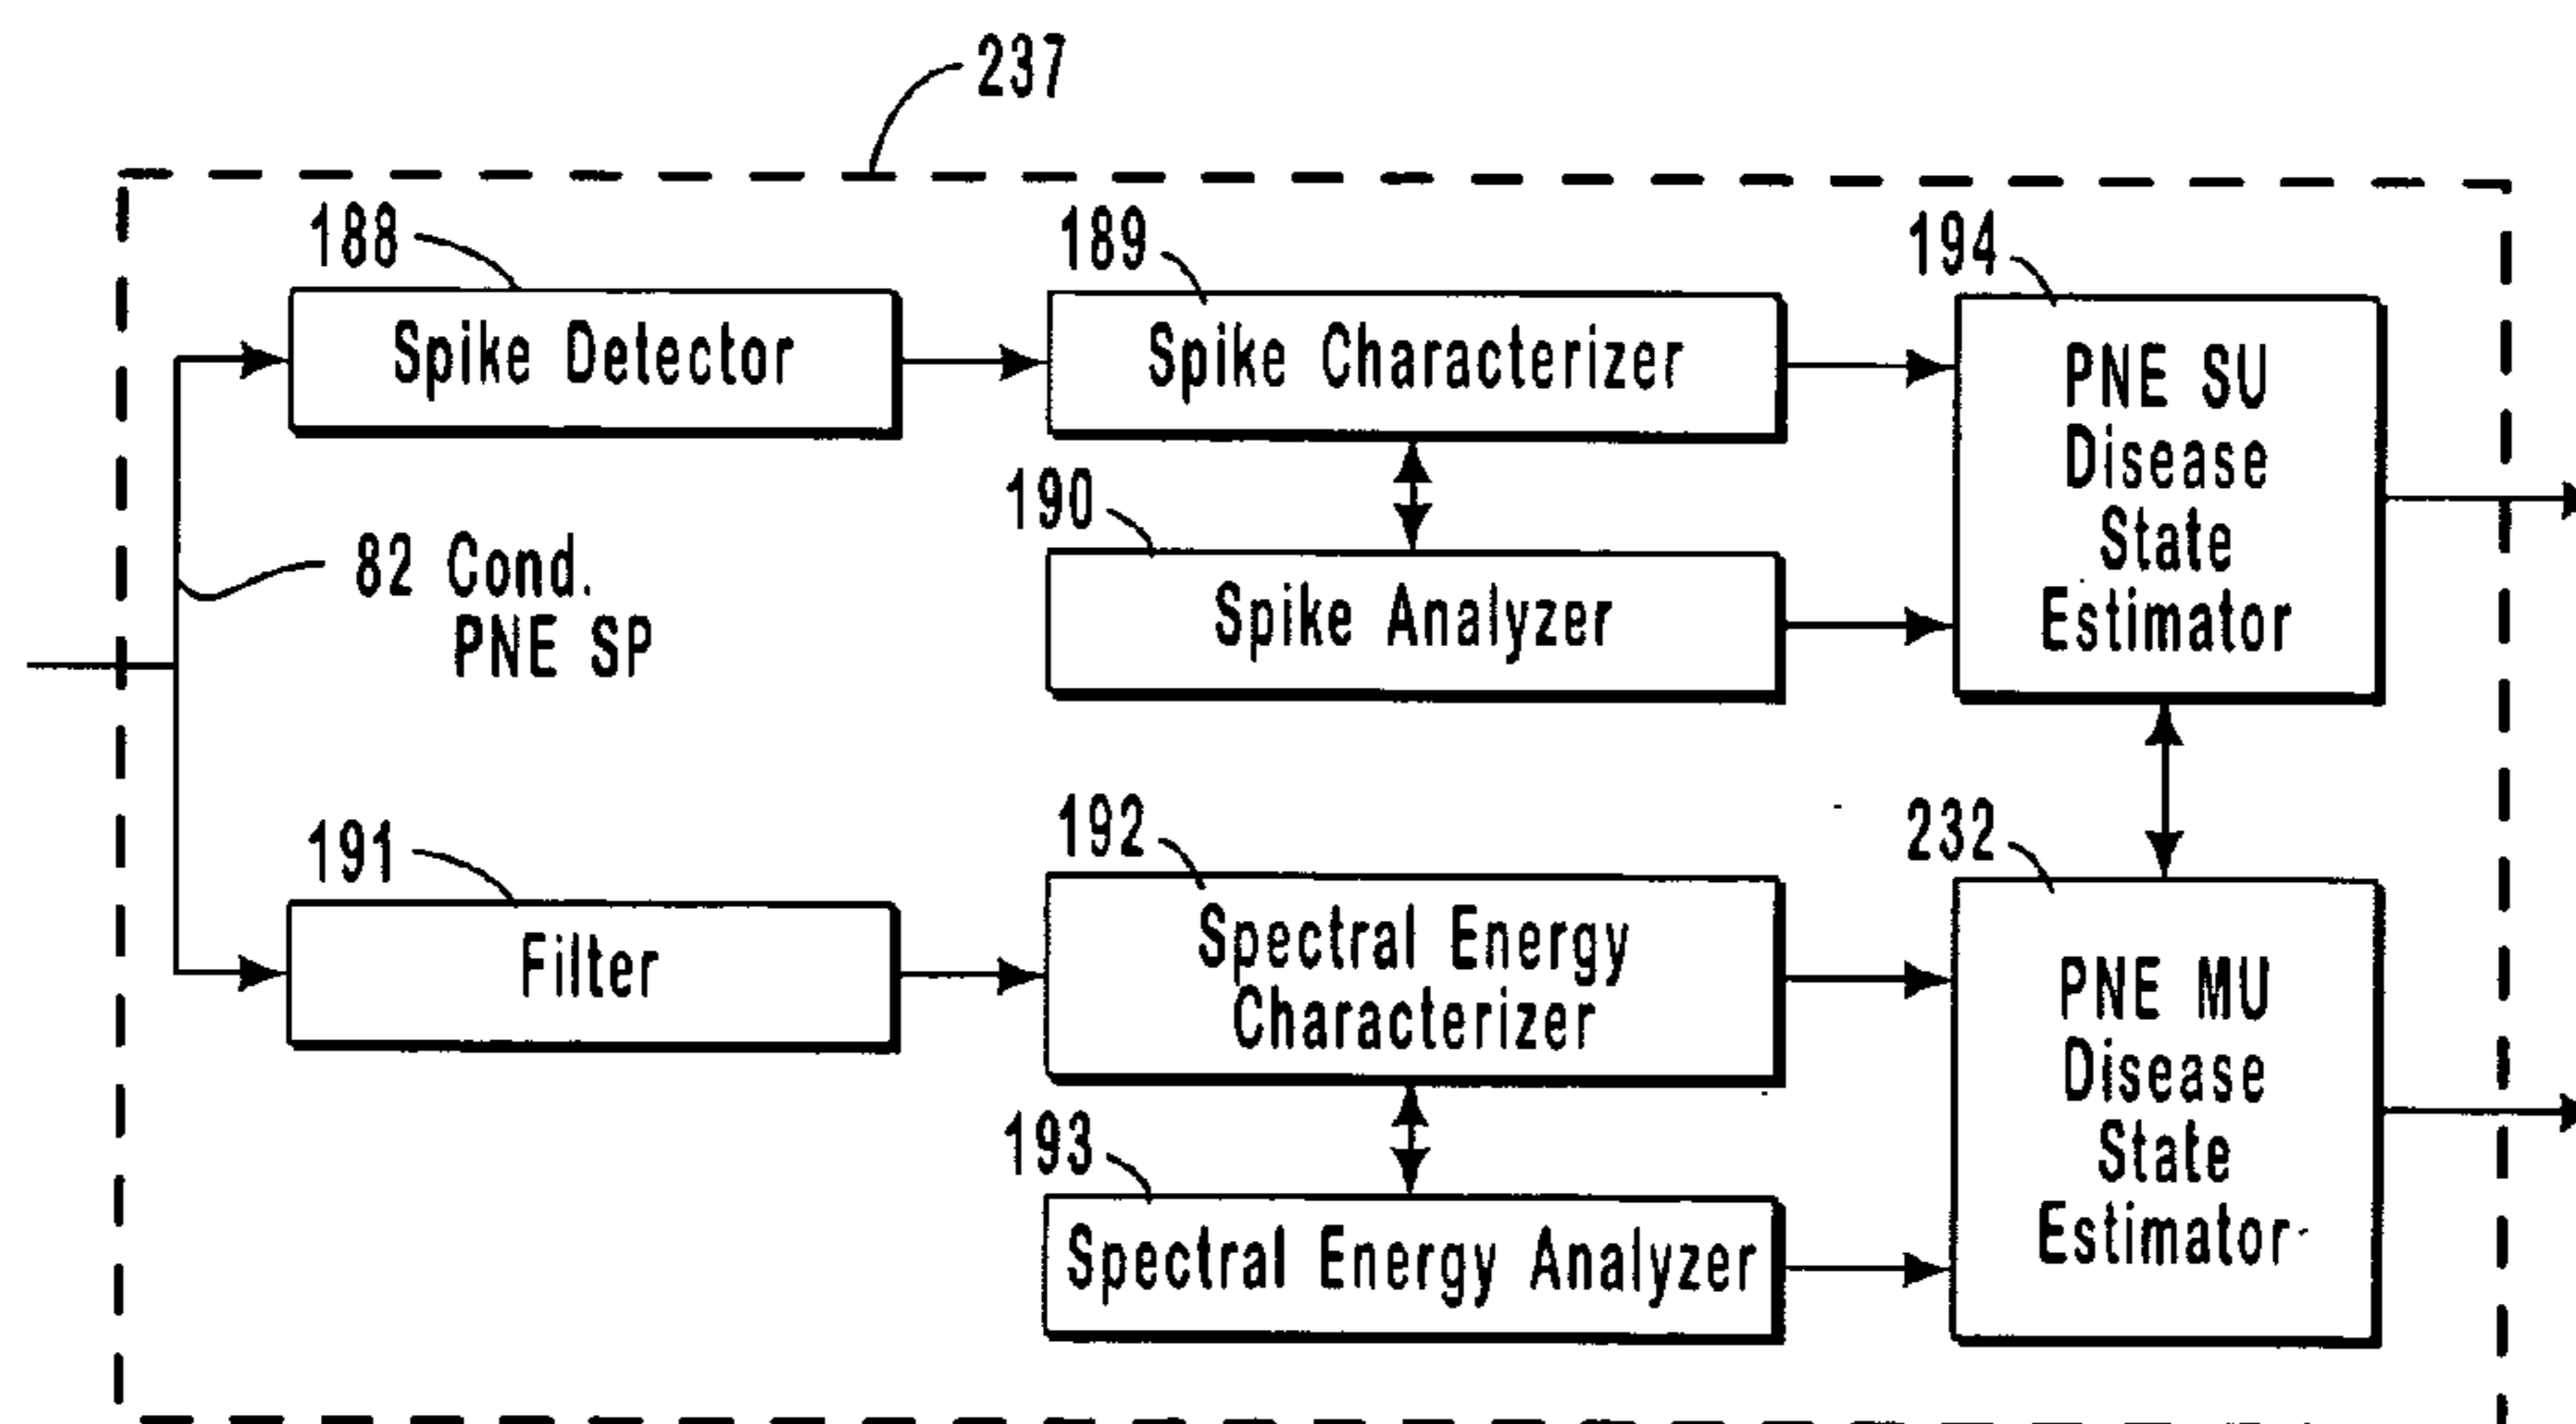 237
188
Spike Detector
189
Spike Characterizer
194
PNE SU
Disease
State
Estimator
190
Spike Analyzer
82 Cond.
PNE SP
191
Filter
192
Spectral Energy
Characterizer
193
Spectral Energy Analyzer
232
PNE MU
Disease
State
Estimator